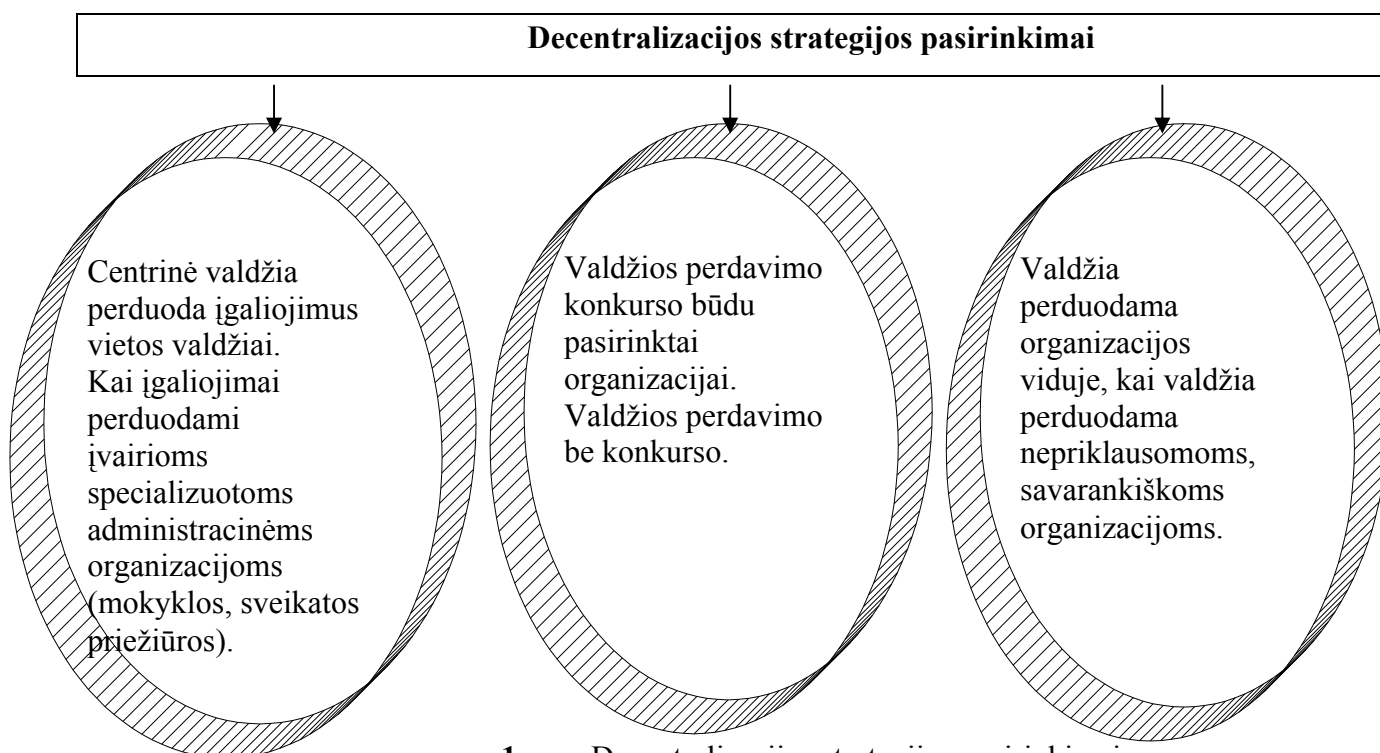 Decentralizacijos strategijos pasirinkimai
Centrinė valdžia
perduoda įgaliojimus
vietos valdžiai.
Kai įgaliojimai
perduodami
įvairioms
specializuotoms
administracinėms
organizacijoms
(mokyklos, sveikatos
priežiūros).
Valdžios perdavimo
konkurso būdu
pasirinktai
organizacijai.
Valdžios perdavimo
be konkurso.
Valdžia
perduodama
organizacijos
viduje, kai valdžia
perduodama
nepriklausomoms,
savarankiškoms
organizacijoms.